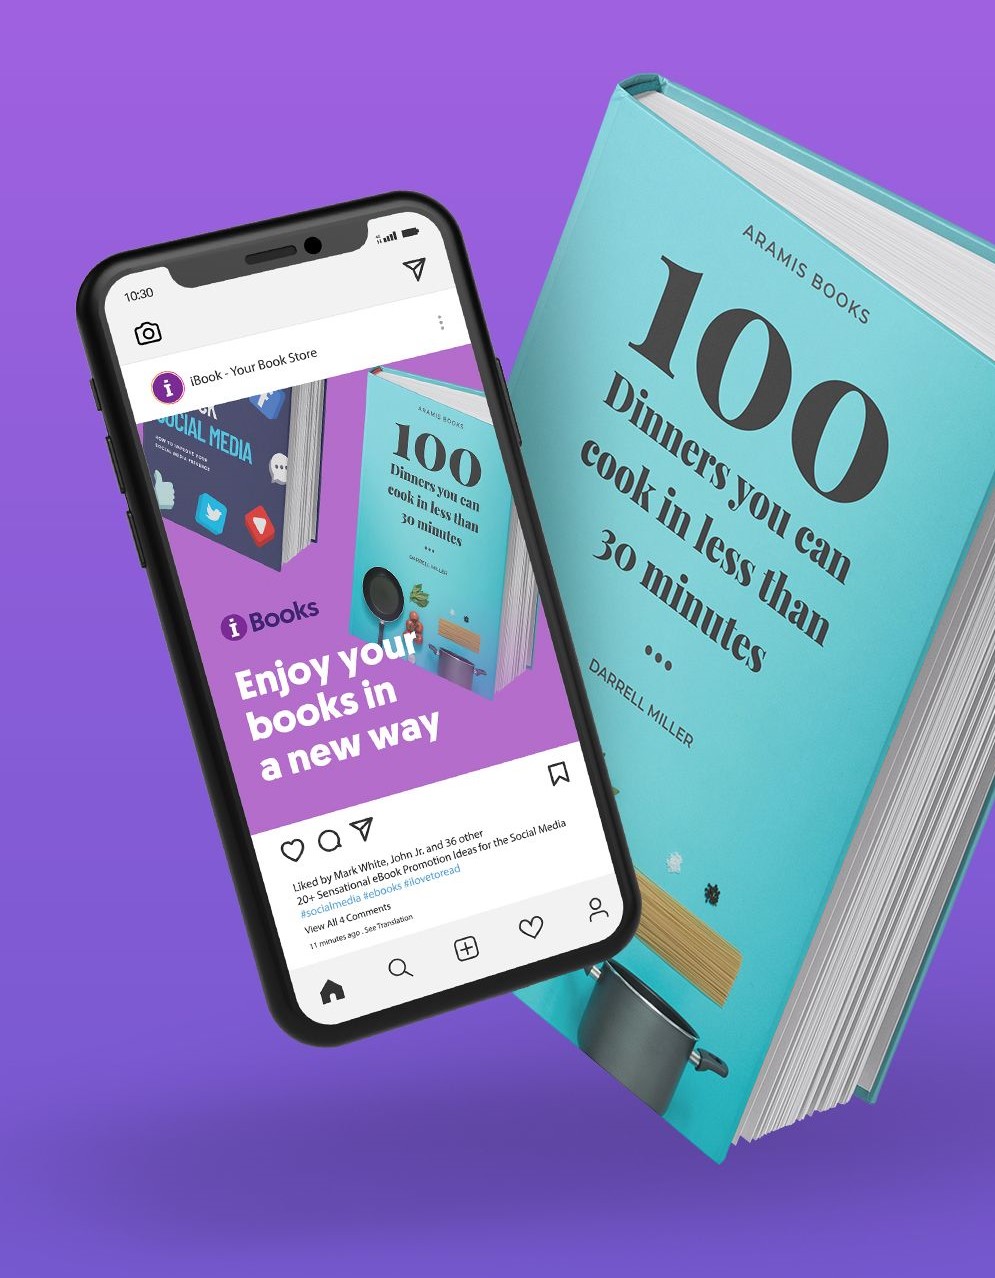 10:30
iBook - Your Book Store
SOCIAL MEDIA
HOW TO IMPROVE YOUR
SOCIAL MEDIA PRESENCE
ARAMIS BOOKS
100
Dinners you can
cook in less than
30 minutes
DARRELL MILLER
i Books
Enjoy your
books in
a new way
Liked by Mark White, John Jr. and 36 other
20+ Sensational eBook Promotion Ideas for the Social Media
#socialmedia #ebooks #ilovetoread
View All 4 Comments
11 minutes ago . See Translation
ARAMIS BOOKS
100
Dinners you can
cook in less than
30 minutes
DARRELL MILLER